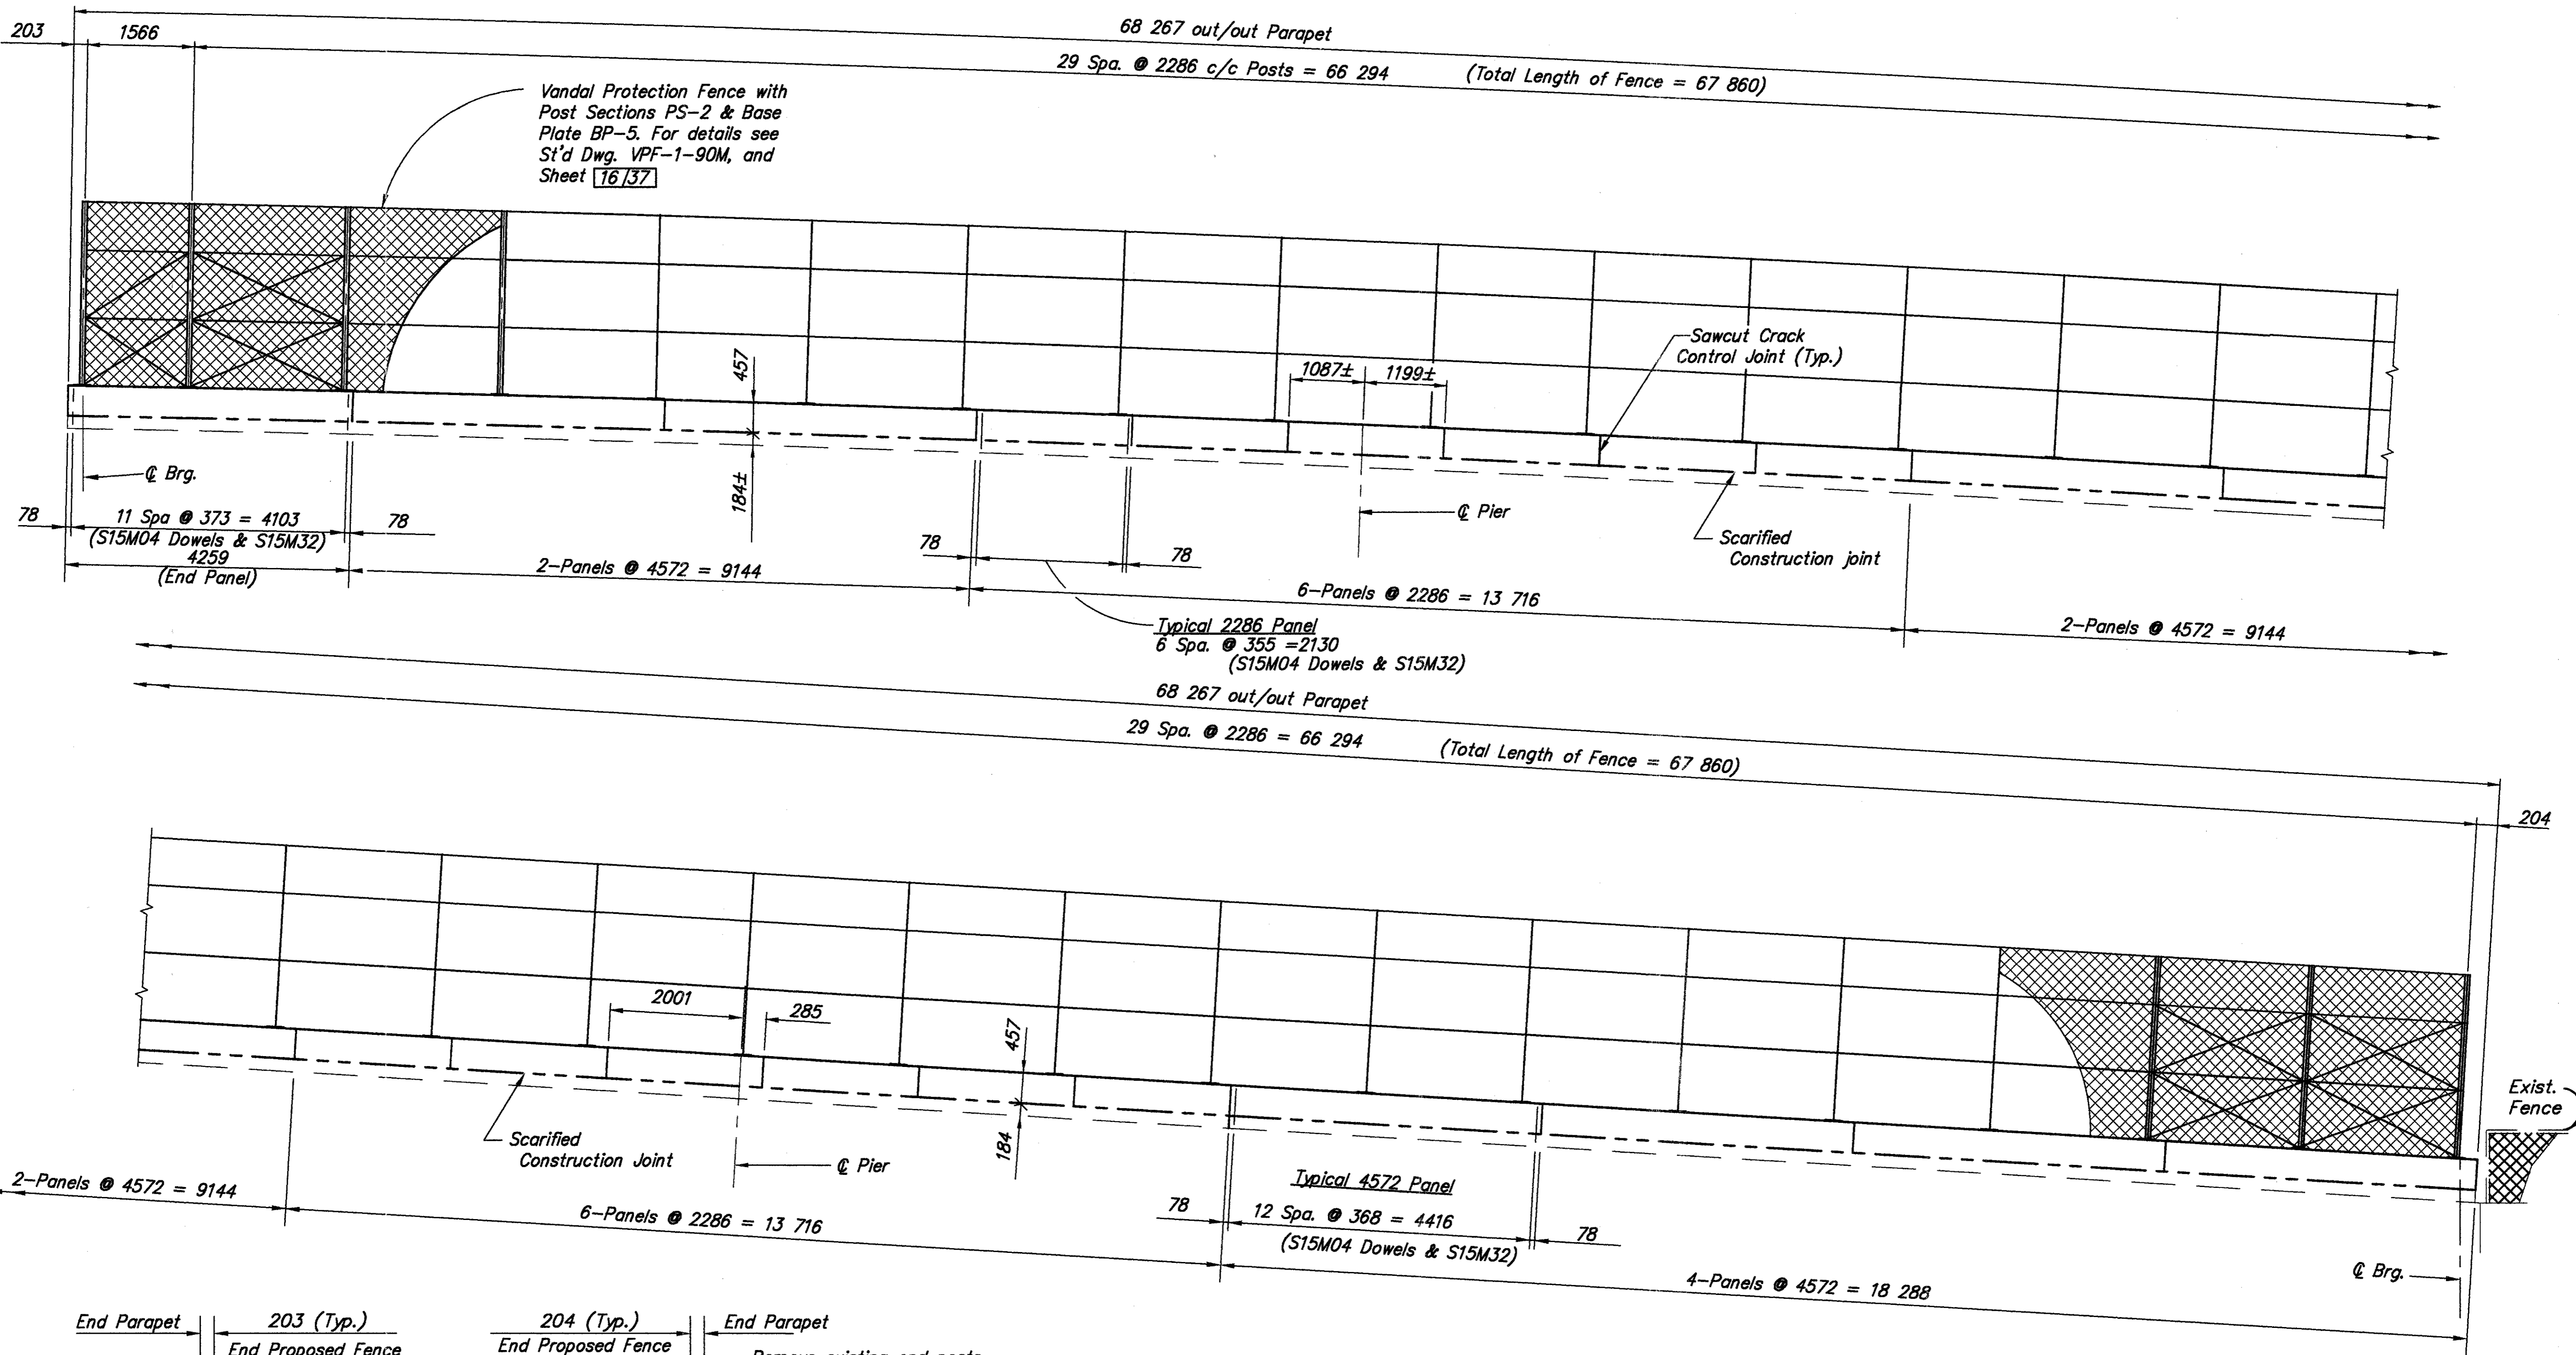 68 267 out/out Parapet
203
1566
29 Spa. @ 2286 c/c Posts = 66 294
(Total Length of Fence = 67 860)
Vandal Protection Fence with
Post Sections PS-2 & Base
Plate BP-5. For details see
St'd Dwg. VPF-1-90M, and
Sheet 16/37
457
184±
1087±
1199±
Sawcut Crack
Control Joint (Typ.)
℄ Brg.
℄ Pier
Scarified
Construction joint
78
11 Spa @ 373 = 4103
78
(S15M04 Dowels & S15M32)
4259
(End Panel)
2-Panels @ 4572 = 9144
78
78
6-Panels @ 2286 = 13 716
2-Panels @ 4572 = 9144
Typical 2286 Panel
6 Spa. @ 355 =2130
(S15M04 Dowels & S15M32)
68 267 out/out Parapet
29 Spa. @ 2286 = 66 294
(Total Length of Fence = 67 860)
204
2001
285
457
184
Exist.
Fence
Scarified
Construction Joint
℄ Pier
2-Panels @ 4572 = 9144
6-Panels @ 2286 = 13 716
Typical 4572 Panel
78
12 Spa. @ 368 = 4416
78
(S15M04 Dowels & S15M32)
℄ Brg.
4-Panels @ 4572 = 18 288
End Parapet
203 (Typ.)
End Proposed Fence
204 (Typ.)
End Proposed Fence
End Parapet